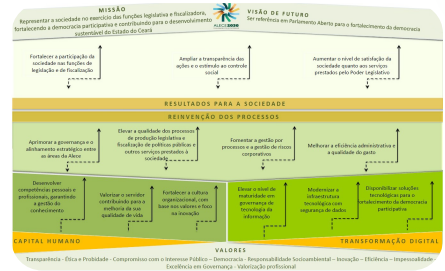 MISSÃO
Representar a sociedade no exercício das funções legislativa e fiscalizadora,
fortalecendo a democracia participativa e contribuindo para o desenvolvimento
sustentável do Estado do Ceará
VISÃO DE FUTURO
Ser referência em Parlamento Aberto para o fortalecimento da democracia
Fortalecer a participação da
sociedade nas funções de
legislação e de fiscalização
Ampliar a transparência das
ações e o estímulo ao controle
social
Aumentar o nível de satisfação da
sociedade quanto aos serviços
prestados pelo Poder Legislativo
RESULTADOS PARA A SOCIEDADE
REINVENÇÃO DOS PROCESSOS
Aprimorar a governança e o
alinhamento estratégico entre
as áreas da Alece
Elevar a qualidade dos processos
de produção legislativa e
fiscalização de políticas públicas e
outros serviços prestados à
sociedade
Fomentar a gestão por
processos e a gestão de riscos
corporativos
Melhorar a eficiência administrativa e
a qualidade do gasto
Desenvolver
competências pessoais e
profissionais, garantindo
a gestão do
conhecimento
Valorizar o servidor
contribuindo para a
melhoria da sua
qualidade de vida
Fortalecer a cultura
organizacional, com
base nos valores e foco
na inovação
Elevar o nível de
maturidade em
governança de
tecnologia da
informação
Modernizar a
infraestrutura
tecnológica com
segurança de dados
Disponibilizar soluções
tecnológicas para o
fortalecimento da
democracia
participativa
CAPITAL HUMANO
TRANSFORMAÇÃO DIGITAL
VALORES
Transparência - Ética e Probidade - Compromisso com o Interesse Público – Democracia - Responsabilidade Socioambiental – Inovação – Eficiência – Impessoalidade -
Excelência em Governança - Valorização profissional